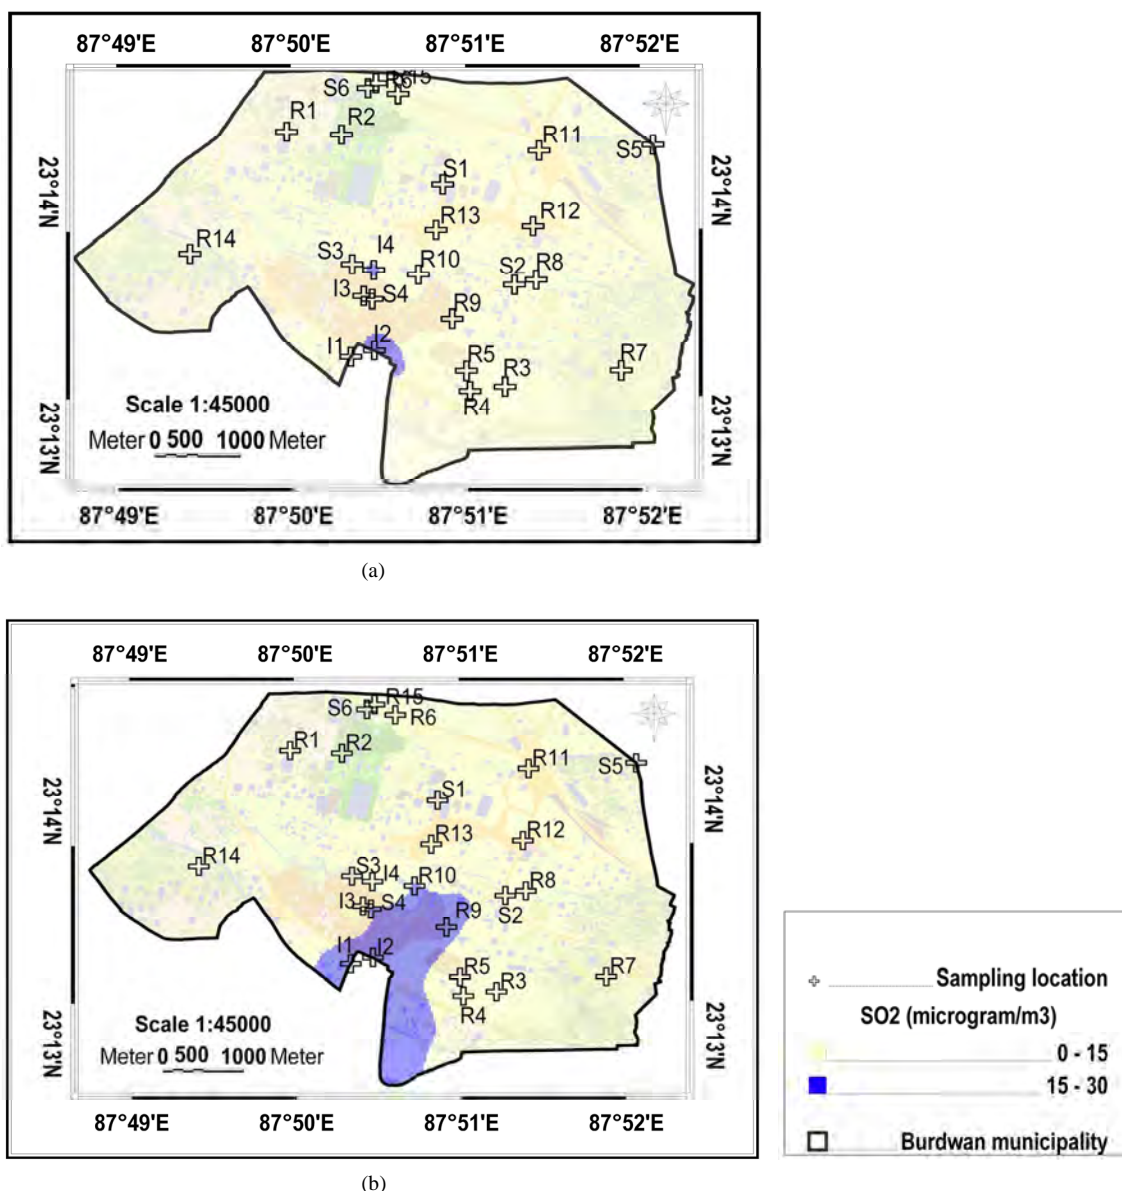 87°49'E 87°50'E 87°51'E 87°52'E
S6 R15
R6
R1 R2 R11 S5
S1
23°14'N 23°14'N
R13 R12
R14 S3 I4 R10 S2 R8
I3 S4
R9
I1 I2
R5 R3 R7
R4
Scale 1:45000
Meter 0 500 1000 Meter
23°13'N 23°13'N
87°49'E 87°50'E 87°51'E 87°52'E
(a)
87°49'E 87°50'E 87°51'E 87°52'E
S6 R15
R6
R1 R2 R11 S5
S1
23°14'N 23°14'N
R13 R12
R14 S3 I4 R10 R8
I3 S4 R9 S2
I1 I2
R5 R3 R7
R4
Scale 1:45000
Meter 0 500 1000 Meter
23°13'N 23°13'N
87°49'E 87°50'E 87°51'E 87°52'E
(b)
Sampling location
SO2 (microgram/m3)
0 - 15
15 - 30
Burdwan municipality